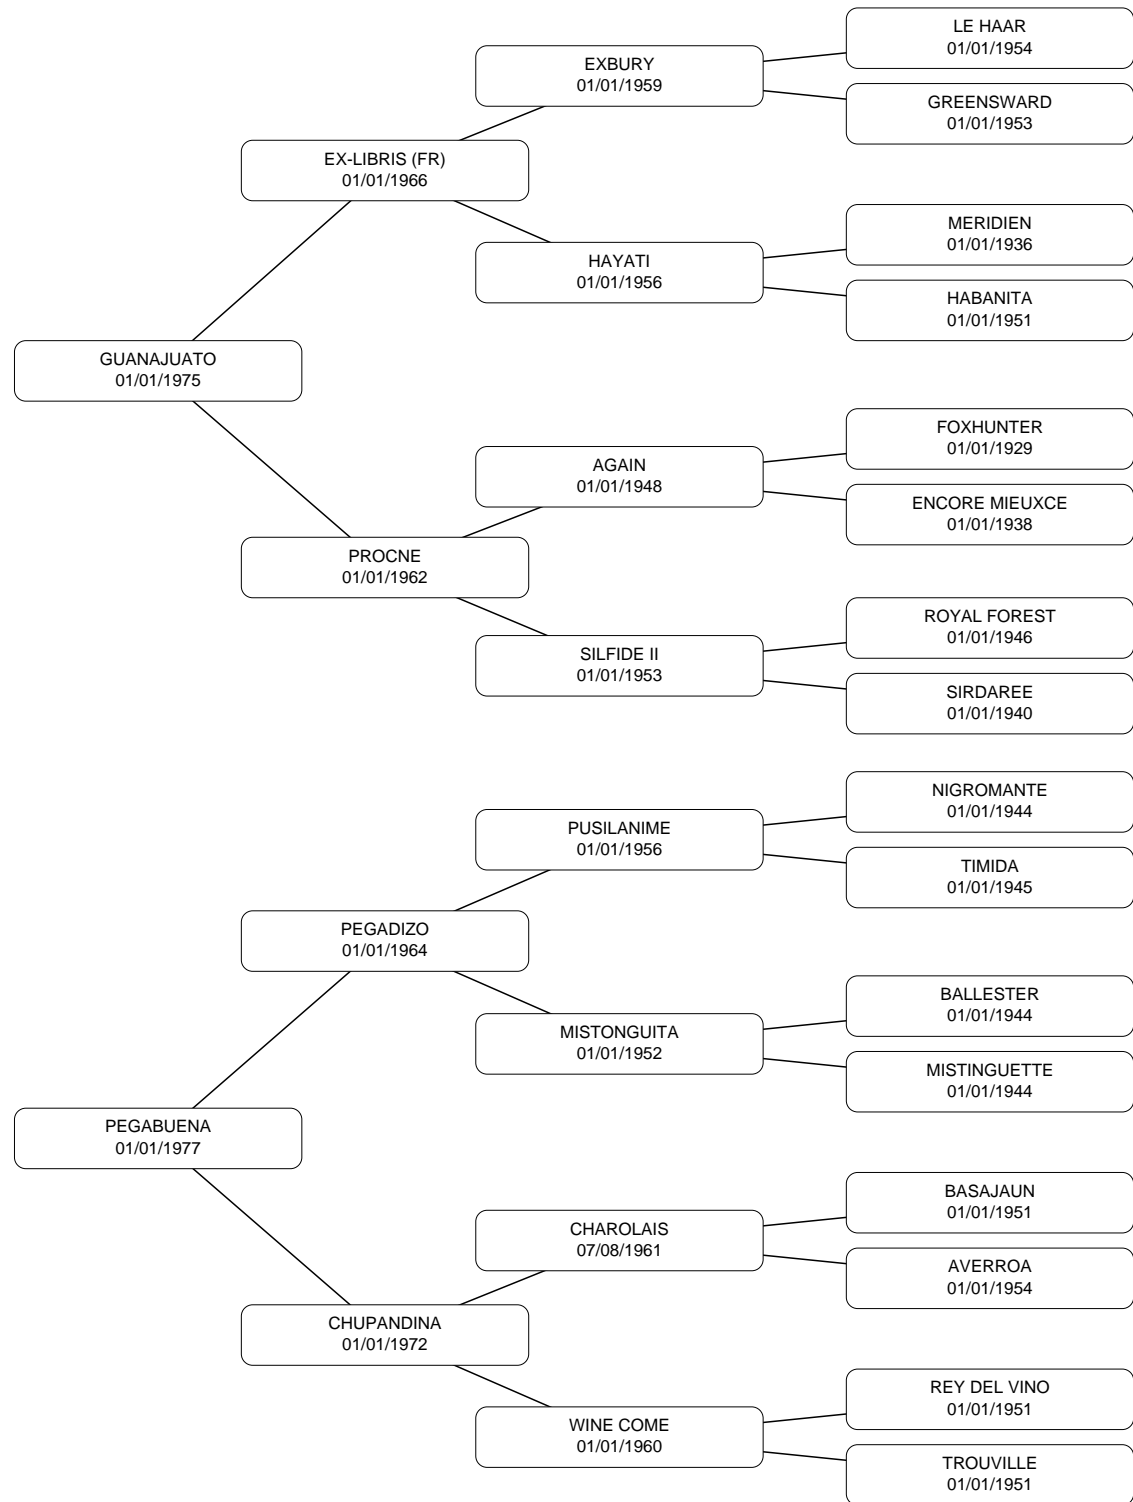 LE HAAR
01/01/1954
EXBURY
01/01/1959
GREENSWARD
01/01/1953
EX-LIBRIS (FR)
01/01/1966
MERIDIEN
01/01/1936
HAYATI
01/01/1956
HABANITA
01/01/1951
GUANAJUATO
01/01/1975
FOXHUNTER
01/01/1929
AGAIN
01/01/1948
ENCORE MIEUXCE
01/01/1938
PROCNE
01/01/1962
ROYAL FOREST
01/01/1946
SILFIDE II
01/01/1953
SIRDAREE
01/01/1940
NIGROMANTE
01/01/1944
PUSILANIME
01/01/1956
TIMIDA
01/01/1945
PEGADIZO
01/01/1964
BALLESTER
01/01/1944
MISTONGUITA
01/01/1952
MISTINGUETTE
01/01/1944
PEGABUENA
01/01/1977
BASAJAUN
01/01/1951
CHAROLAIS
07/08/1961
AVERROA
01/01/1954
CHUPANDINA
01/01/1972
REY DEL VINO
01/01/1951
WINE COME
01/01/1960
TROUVILLE
01/01/1951